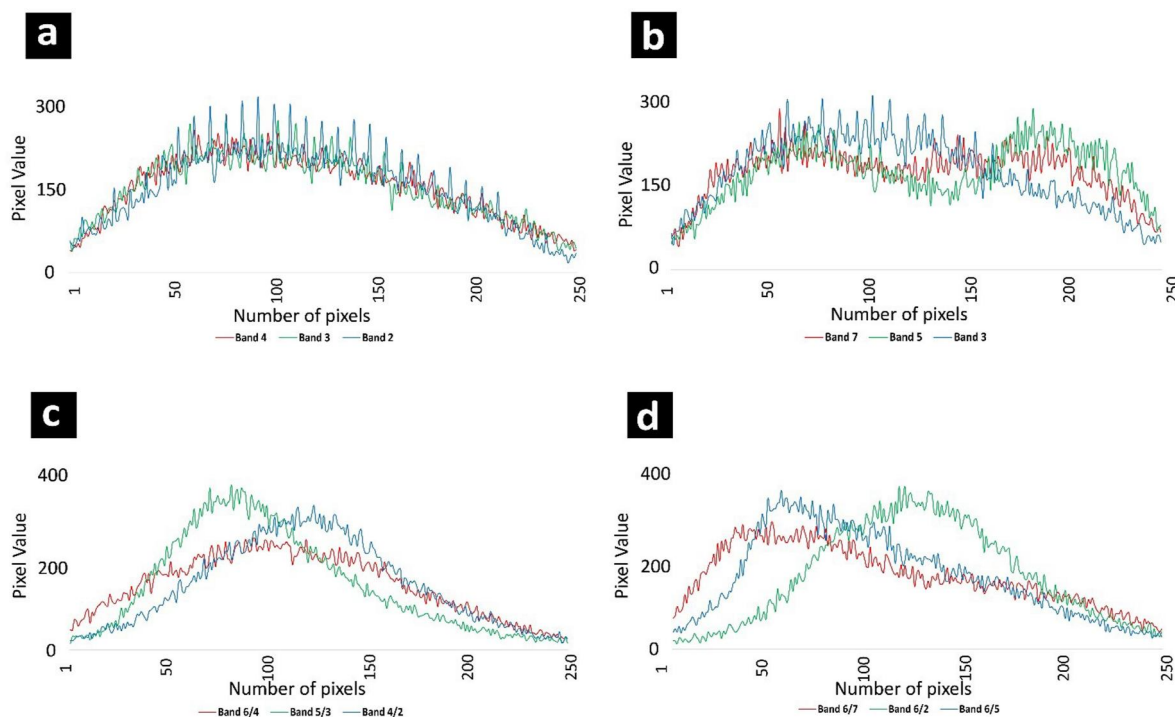 a
300
150
0
Pixel Value
1
50
100
150
200
250
Number of pixels
Band 4 Band 3 Band 2
b
300
150
0
Pixel Value
1
50
100
150
200
250
Number of pixels
Band 7 Band 5 Band 3
c
400
200
0
Pixel Value
1
50
100
150
200
250
Number of pixels
Band 6/4 Band 5/3 Band 4/2
d
400
200
0
Pixel Value
1
50
100
150
200
250
Number of pixels
Band 6/7 Band 6/2 Band 6/5